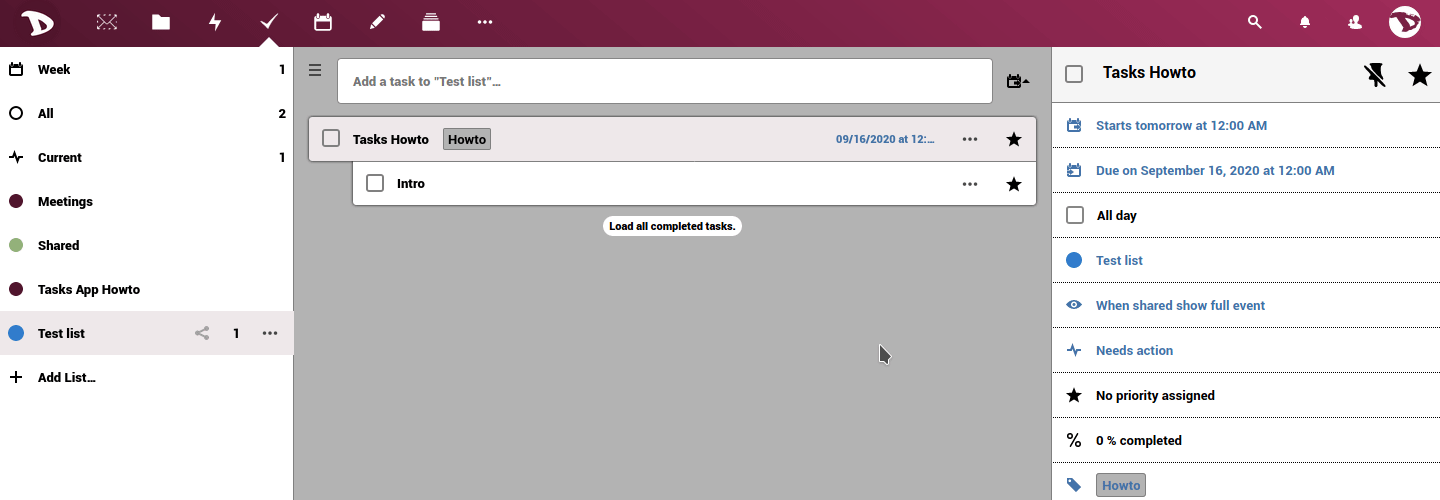 Week 1
All 2
Current 1
Meetings
Shared
Tasks App Howto
Test list 1
Add List...
Add a task to "Test list"...
Tasks Howto Howto 09/16/2020 at 12:...
Intro
Load all completed tasks.
Tasks Howto
Starts tomorrow at 12:00 AM
Due on September 16, 2020 at 12:00 AM
All day
Test list
When shared show full event
Needs action
No priority assigned
0 % completed
Howto